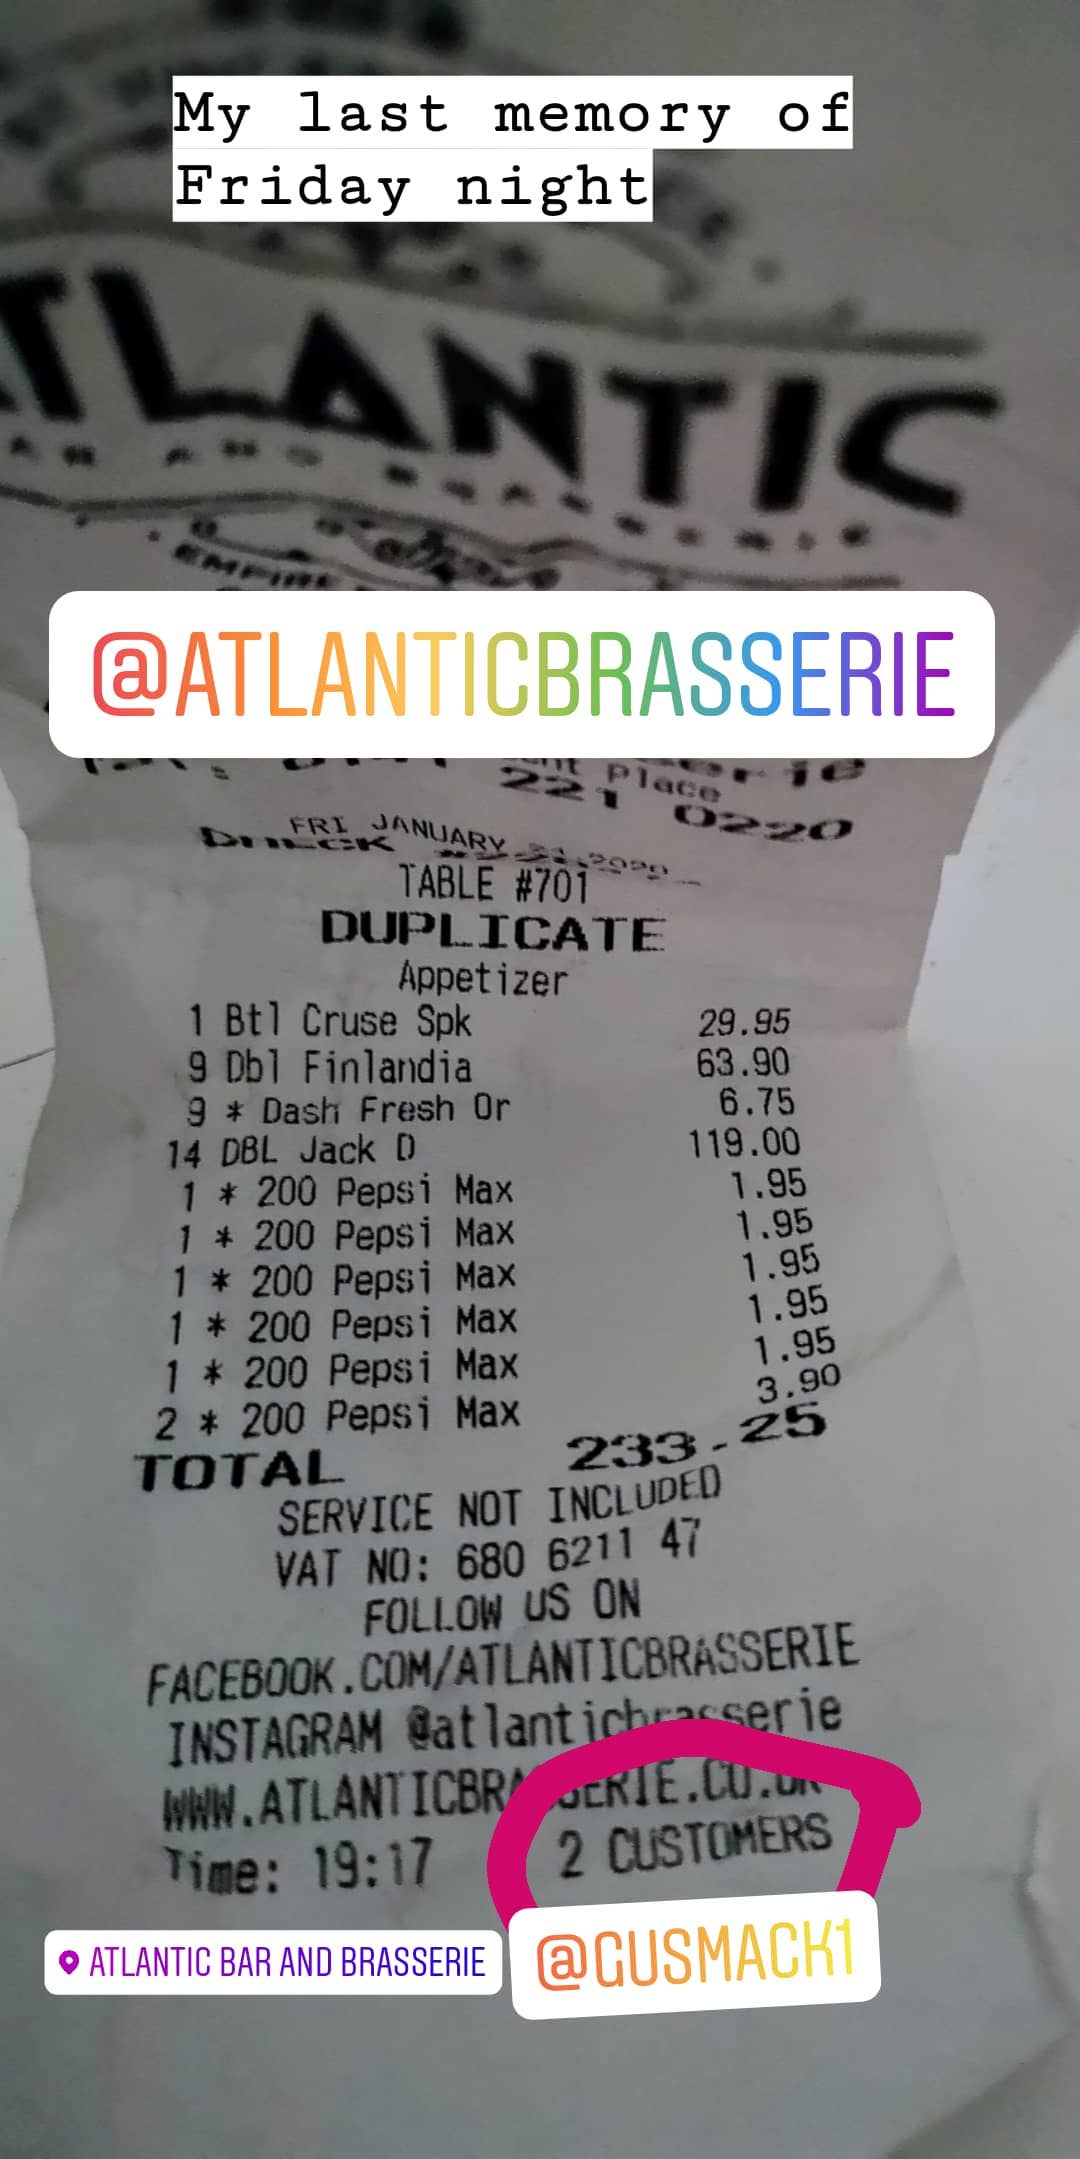 My last memory of
Friday night
ATLANTIC
BAR AND BRASSERIE
EMPIRE
@ATLANTICBRASSERIE
Place
221 0220
FRI JANUARY
TABLE #701
DUPLICATE
Appetizer
1 Btl Cruse Spk 29.95
9 Dbl Finlandia 63.90
9 * Dash Fresh Or 6.75
14 DBL Jack D 119.00
1 * 200 Pepsi Max 1.95
1 * 200 Pepsi Max 1.95
1 * 200 Pepsi Max 1.95
1 * 200 Pepsi Max 1.95
1 * 200 Pepsi Max 1.95
2 * 200 Pepsi Max 3.90
TOTAL 233.25
SERVICE NOT INCLUDED
VAT NO: 680 6211 47
FOLLOW US ON
FACEBOOK.COM/ATLANTICBRASSERIE
INSTAGRAM @atlanticbrasserie
WWW.ATLANTICBRASSERIE.CO.UK
Time: 19:17 2 CUSTOMERS
ATLANTIC BAR AND BRASSERIE
@GUSMACK1